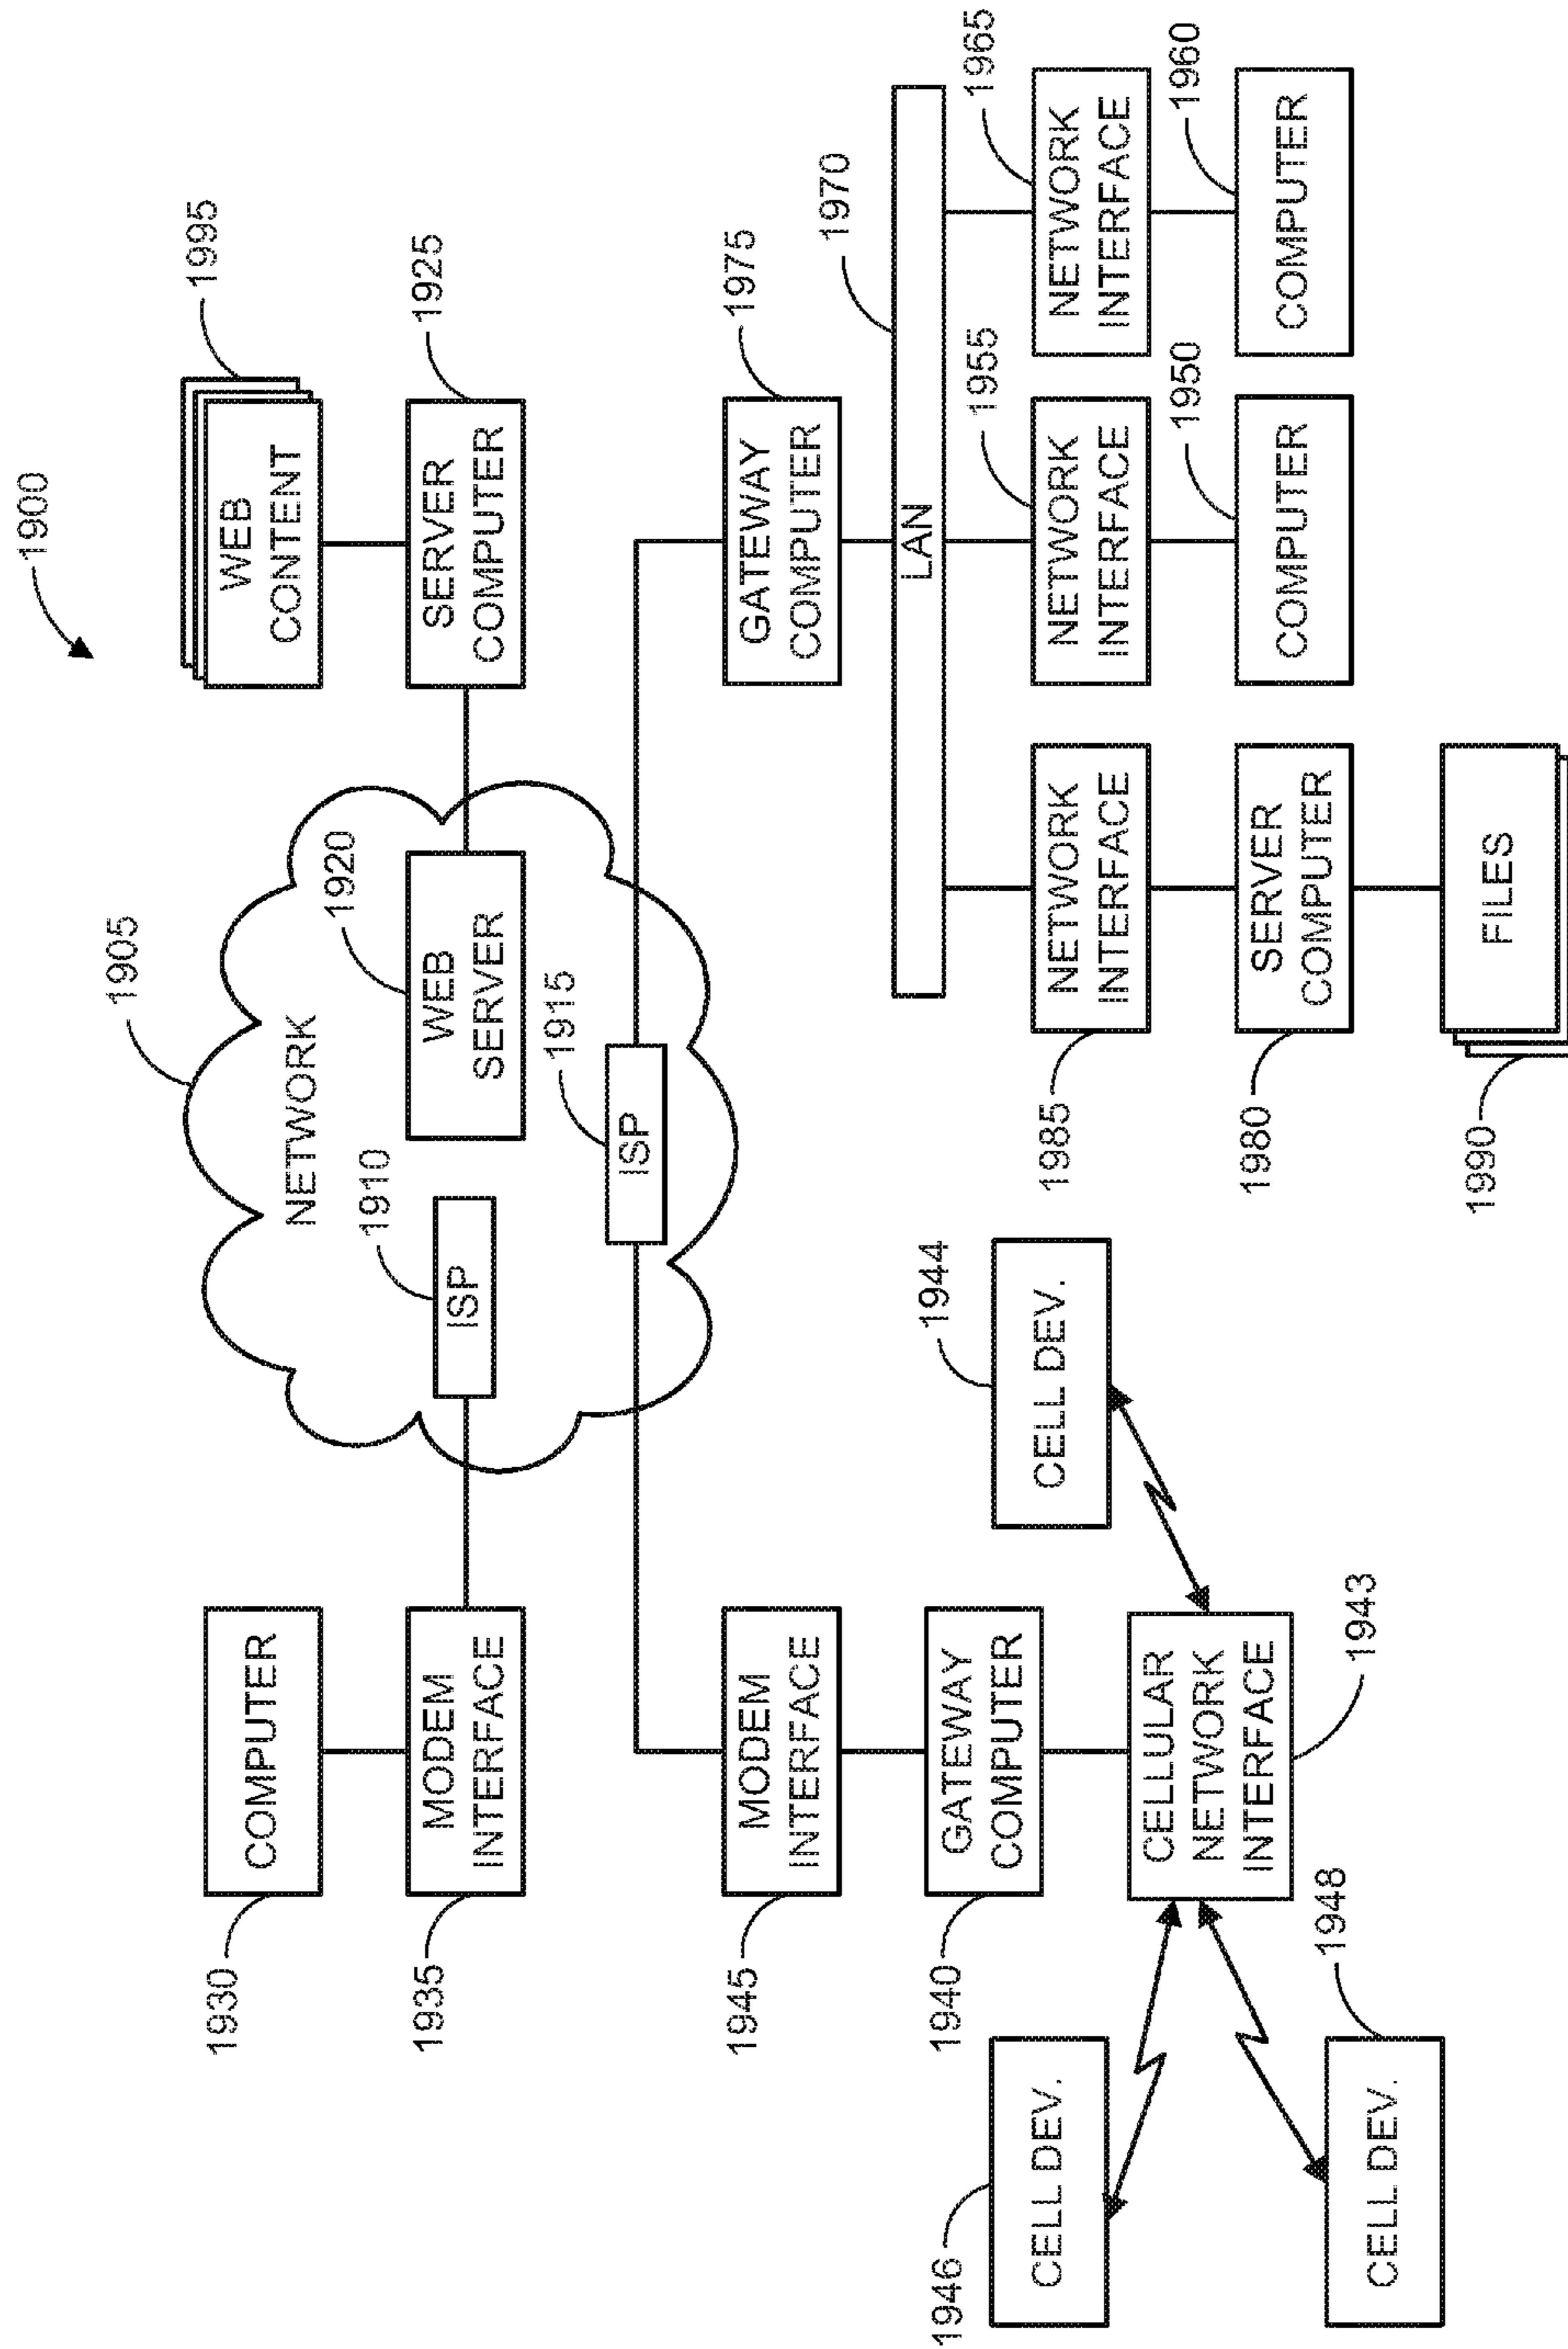 1900
1905
NETWORK
1995
WEB
CONTENT
1930
COMPUTER
1910
ISP
1920
WEB
SERVER
1925
SERVER
COMPUTER
1935
MODEM
INTERFACE
1915
ISP
1945
MODEM
INTERFACE
1975
GATEWAY
COMPUTER
1940
GATEWAY
COMPUTER
1970
LAN
1946
CELL DEV.
1944
CELL DEV.
CELLULAR
NETWORK
INTERFACE
1943
1948
CELL DEV.
1985
NETWORK
INTERFACE
1955
NETWORK
INTERFACE
1965
NETWORK
INTERFACE
1980
SERVER
COMPUTER
1950
COMPUTER
1960
COMPUTER
1990
FILES